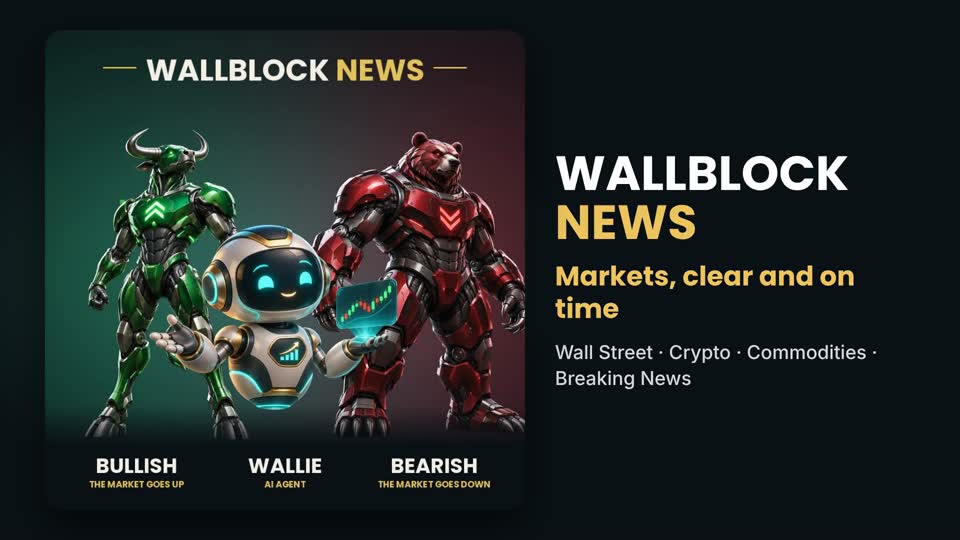 WALLBLOCK NEWS
BULLISH
THE MARKET GOES UP
WALLIE
AI AGENT
BEARISH
THE MARKET GOES DOWN
WALLBLOCK
NEWS
Markets, clear and on
time
Wall Street · Crypto · Commodities ·
Breaking News